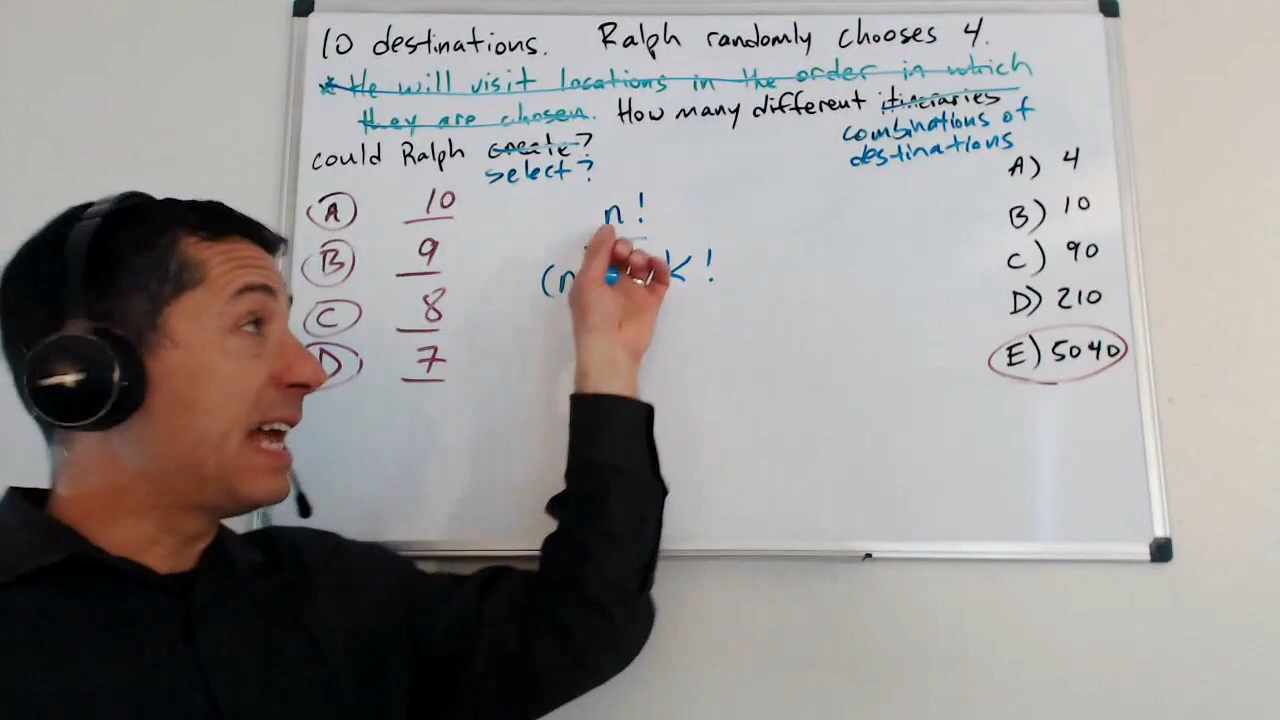 10 destinations. Ralph randomly chooses 4.
* He will visit locations in the order in which
they are chosen. How many different itineraries
combinations of
destinations
could Ralph create?
select?
A 10
B 9
C 8
D 7
n!
(n k!
A) 4
B) 10
C) 90
D) 210
E) 5040